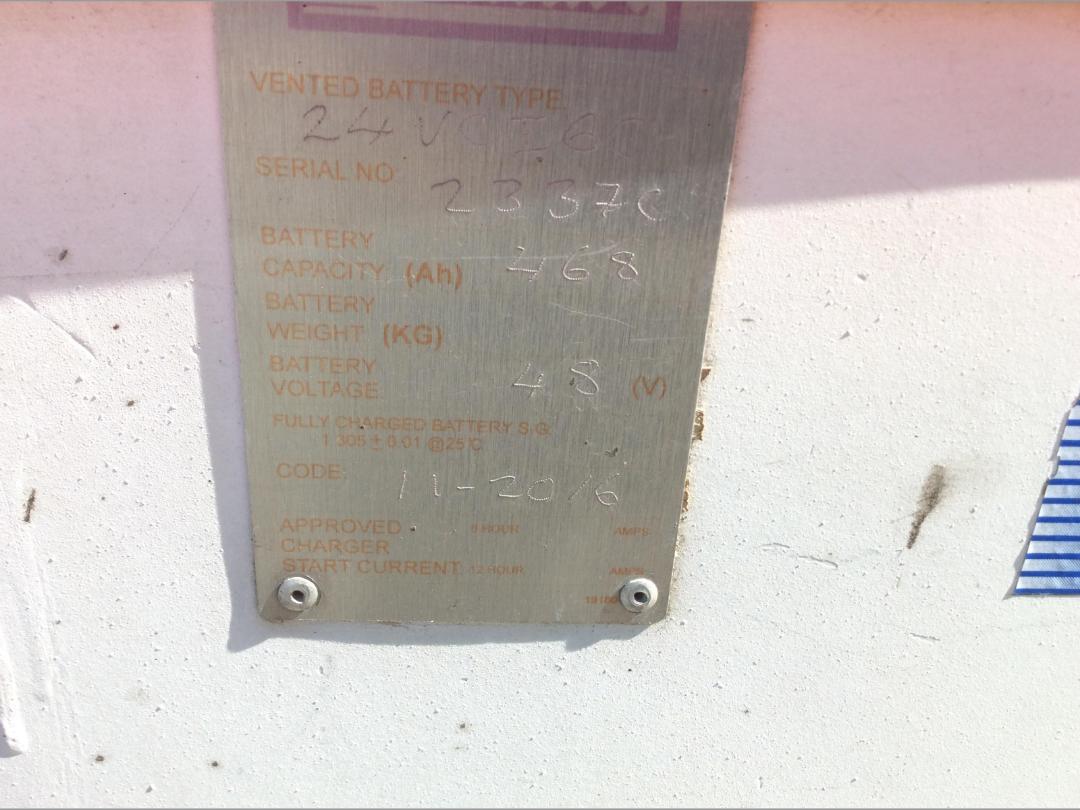 VENTED BATTERY TYPE
SERIAL NO
BATTERY
CAPACITY (Ah) 468
BATTERY
WEIGHT (KG)
BATTERY
VOLTAGE 48 (V)
FULLY CHARGED BATTERY S.G.
1.305 ± 0.01 @25°C
CODE: 11-2016
APPROVED 8 HOUR AMPS
CHARGER
START CURRENT 12 HOUR AMPS